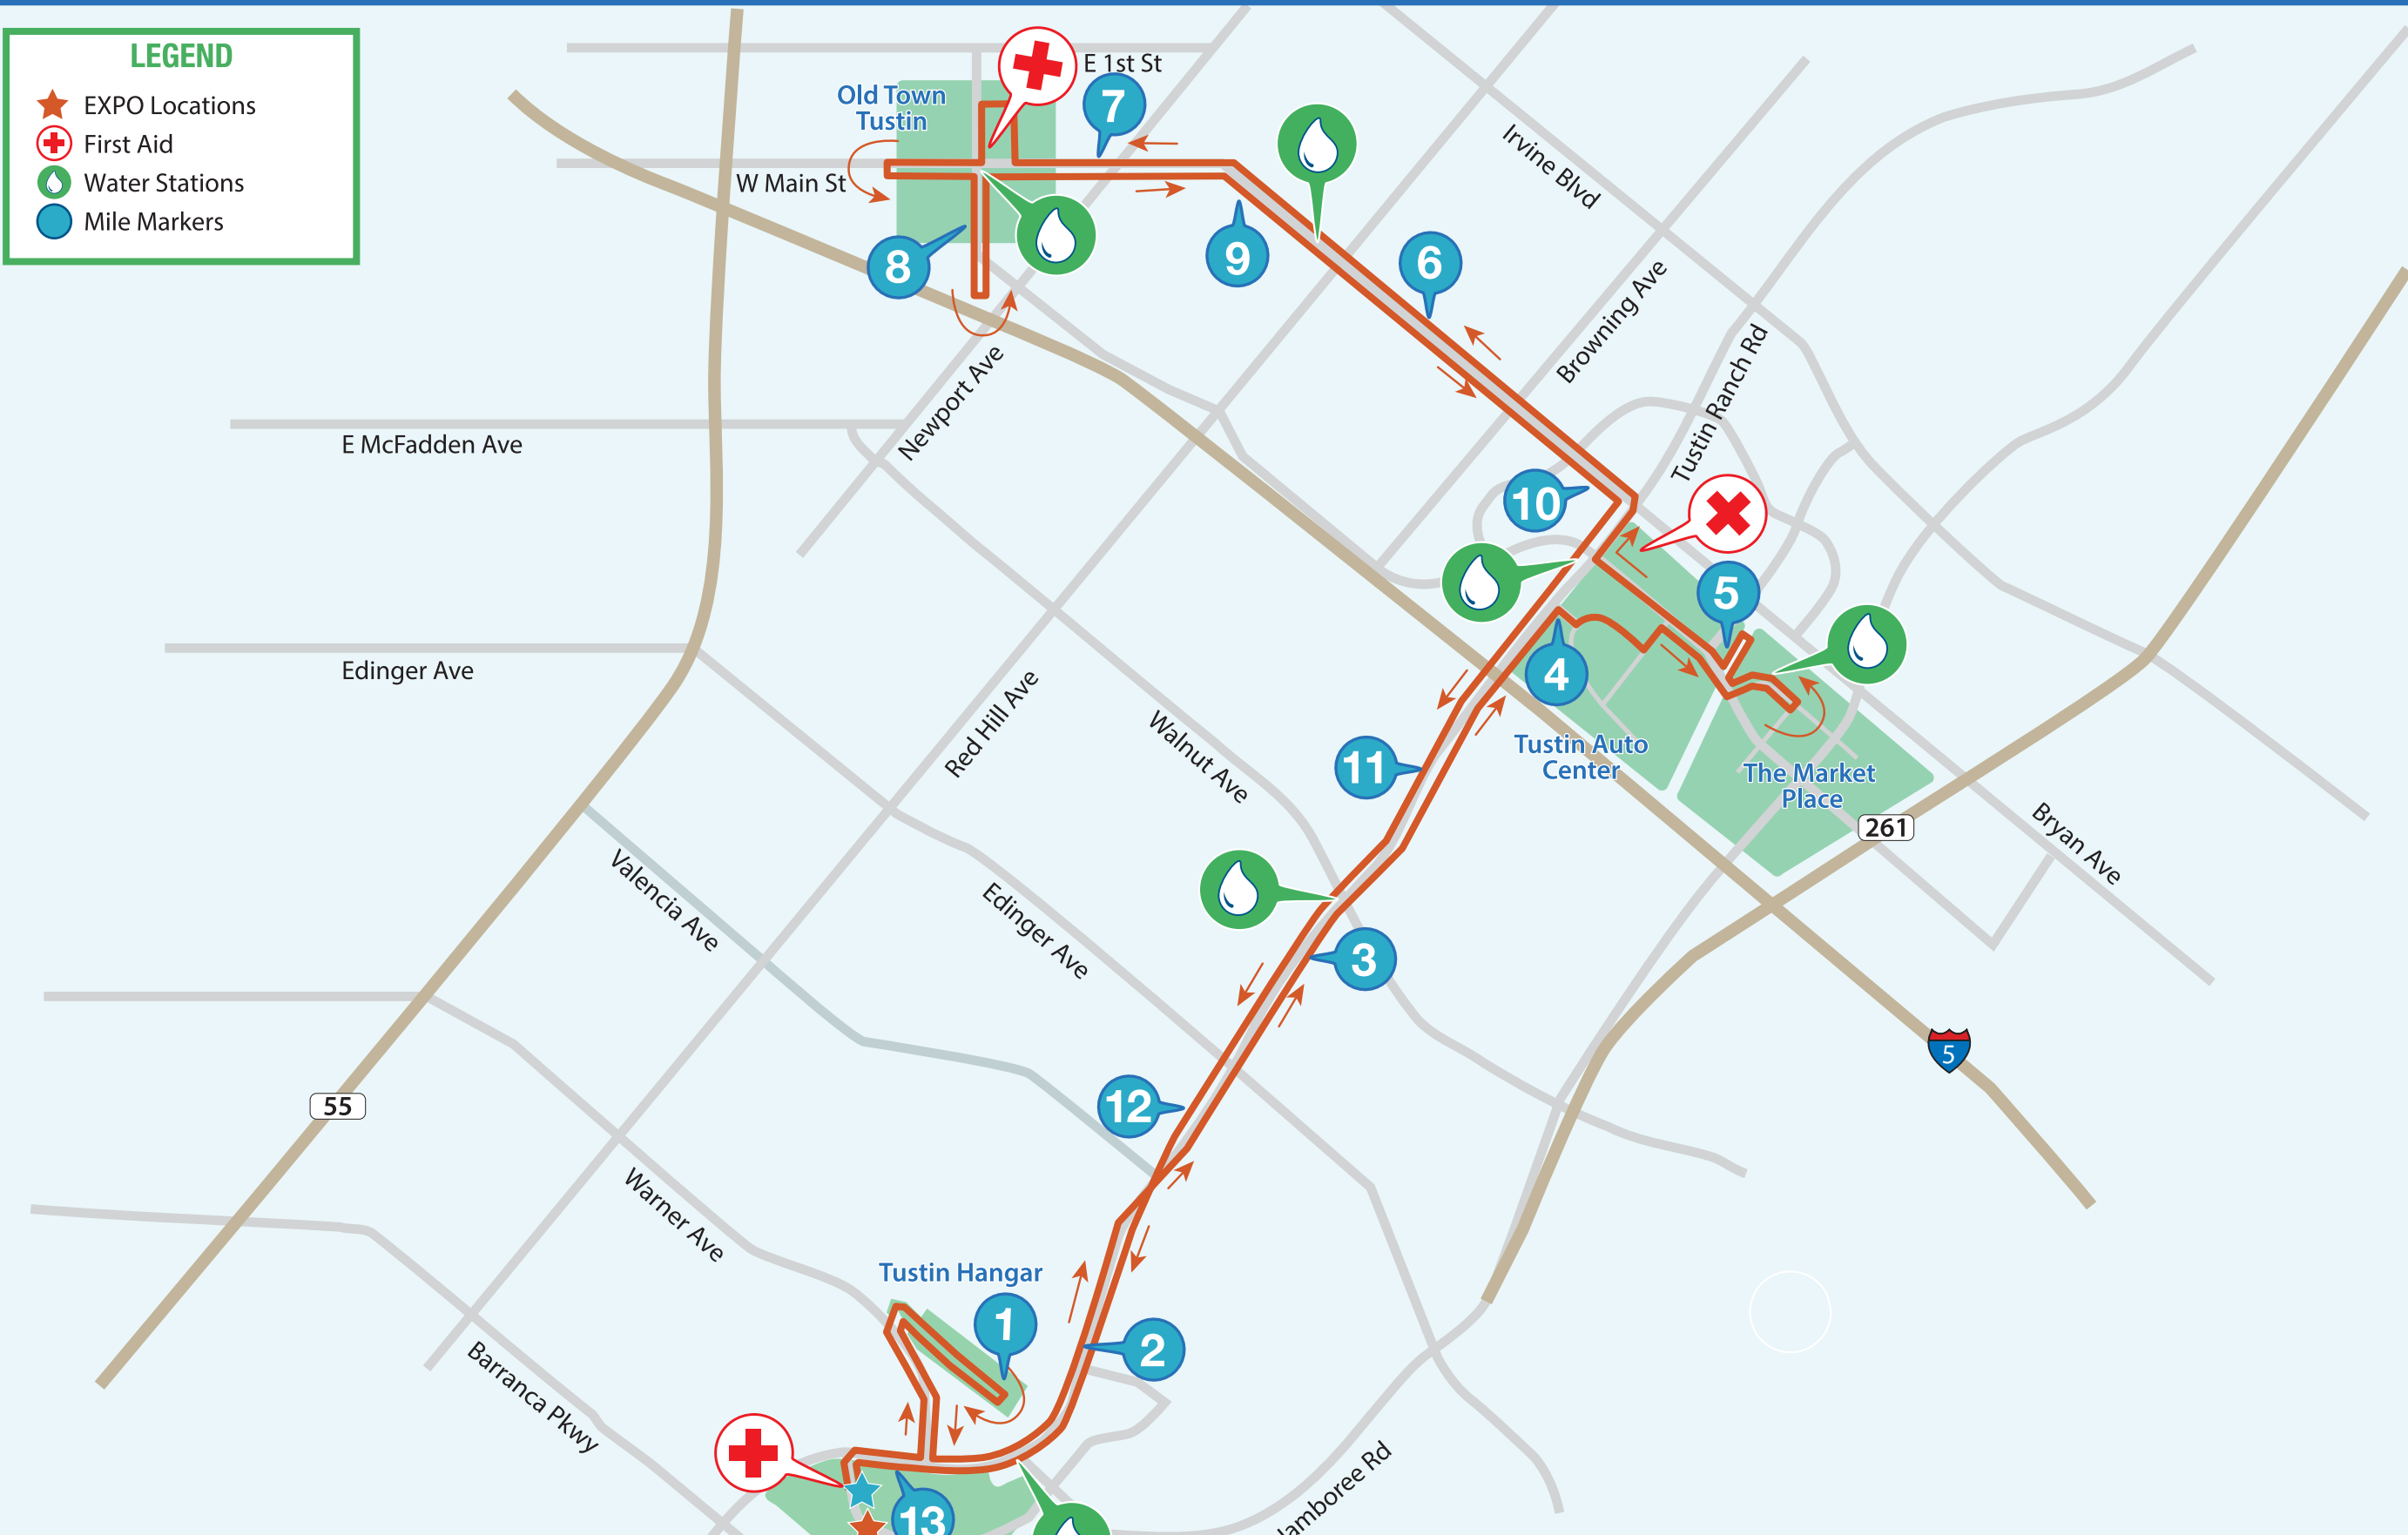 LEGEND
EXPO Locations
First Aid
Water Stations
Mile Markers
E 1st St
Old Town
Tustin
7
W Main St
Irvine Blvd
8
9
6
Browning Ave
Tustin Ranch Rd
Newport Ave
E McFadden Ave
10
5
Edinger Ave
4
Red Hill Ave
Walnut Ave
11
Tustin Auto
Center
The Market
Place
261
Bryan Ave
Valencia Ave
Edinger Ave
3
5
55
12
Warner Ave
Tustin Hangar
1
2
Barranca Pkwy
Jamboree Rd
13